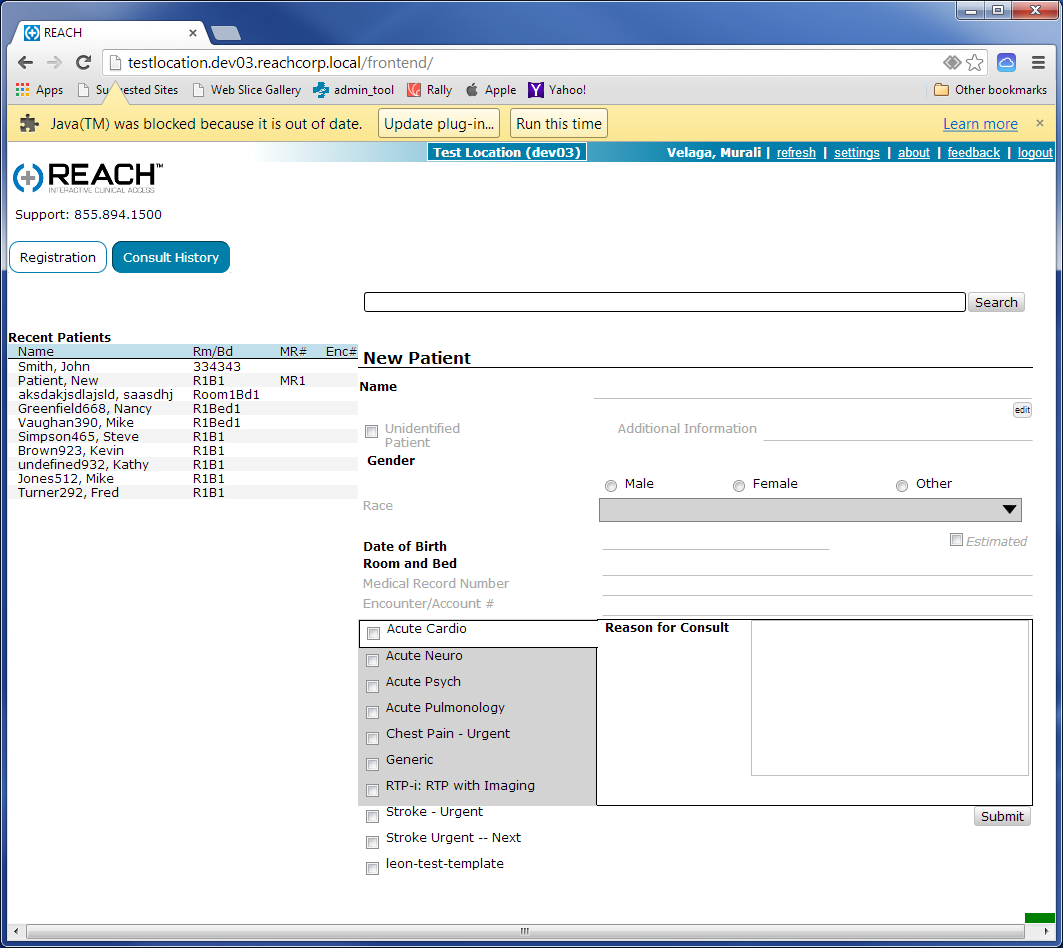 REACH
testlocation.dev03.reachcorp.local/frontend/
Apps Suggested Sites Web Slice Gallery admin_tool Rally Apple Yahoo! Other bookmarks
Java(TM) was blocked because it is out of date. Update plug-in... Run this time Learn more
Test Location (dev03) Velaga, Murali | refresh | settings | about | feedback | logout
REACH™
INTERACTIVE CLINICAL ACCESS
Support: 855.894.1500
Registration Consult History
Search
Recent Patients
Name Rm/Bd MR# Enc#
Smith, John 334343
Patient, New R1B1 MR1
aksdakjsdlajsld, saasdhj Room1Bd1
Greenfield668, Nancy R1Bed1
Vaughan390, Mike R1Bed1
Simpson465, Steve R1B1
Brown923, Kevin R1B1
undefined932, Kathy R1B1
Jones512, Mike R1B1
Turner292, Fred R1B1
New Patient
Name
edit
Unidentified Patient Additional Information
Gender
Male Female Other
Race
Date of Birth Estimated
Room and Bed
Medical Record Number
Encounter/Account #
Acute Cardio
Acute Neuro
Acute Psych
Acute Pulmonology
Chest Pain - Urgent
Generic
RTP-i: RTP with Imaging
Stroke - Urgent
Stroke Urgent -- Next
leon-test-template
Reason for Consult
Submit